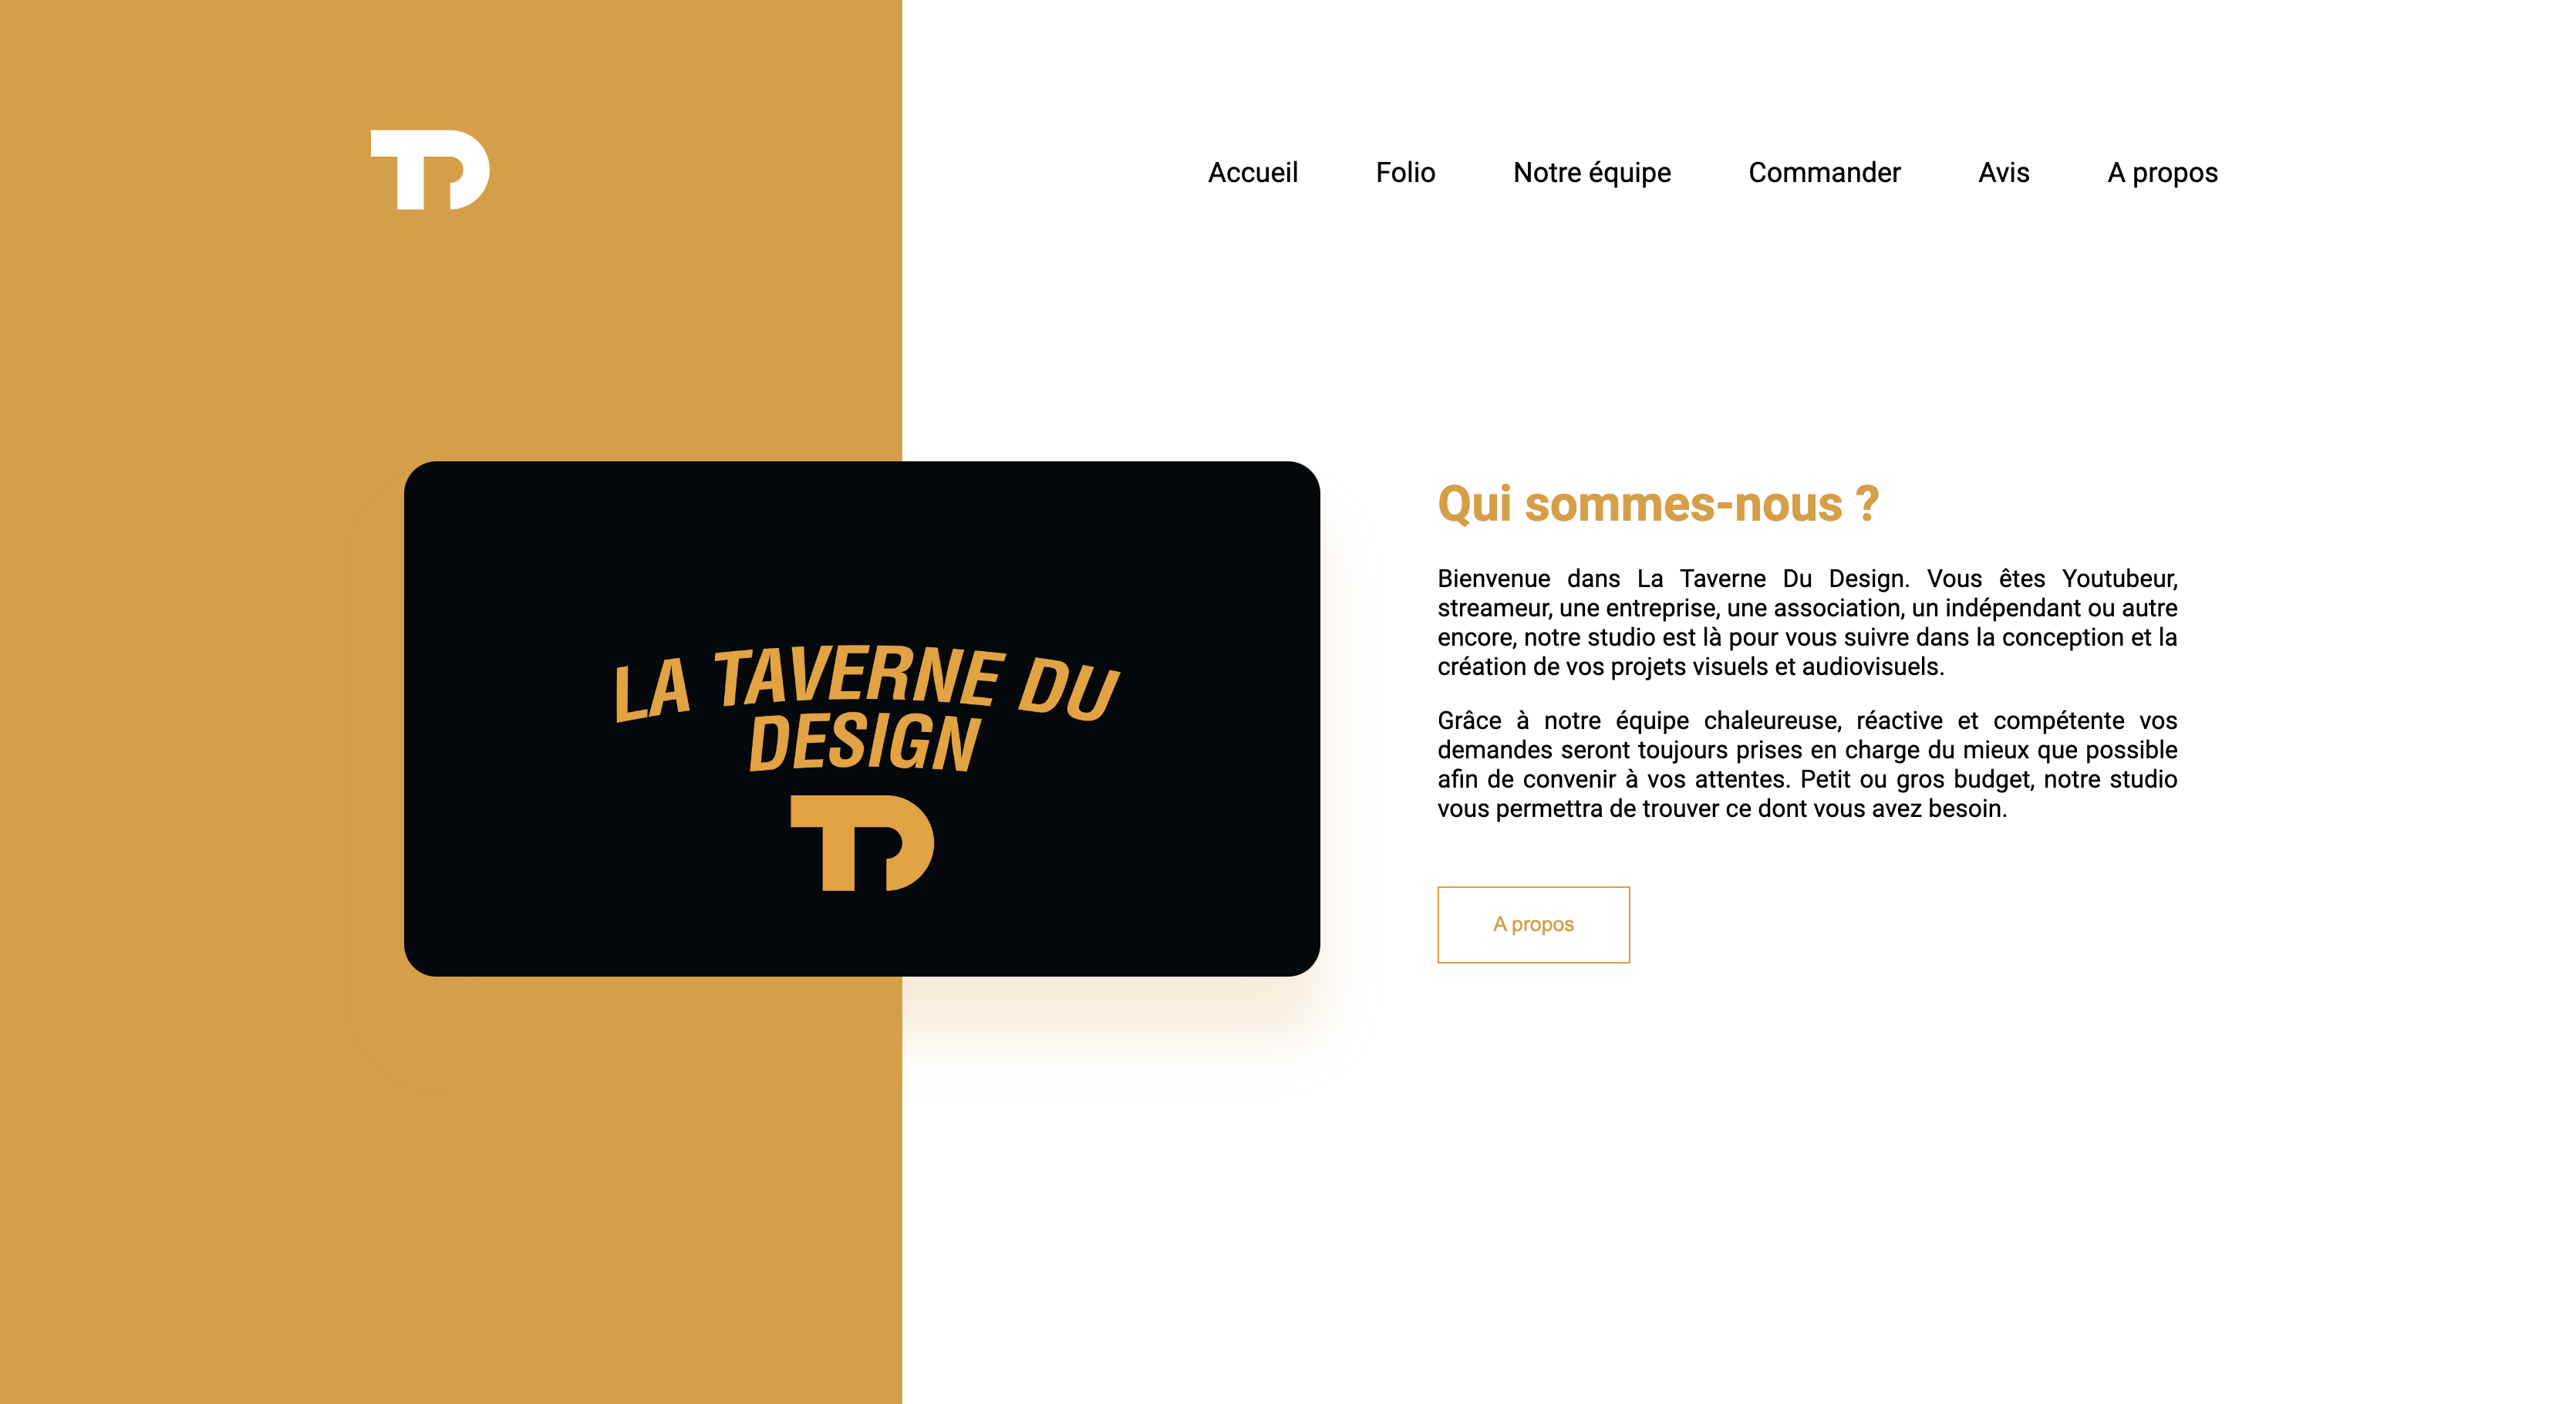 TD
Accueil Folio Notre équipe Commander Avis A propos
LA TAVERNE DU
DESIGN
TD
Qui sommes-nous ?
Bienvenue dans La Taverne Du Design. Vous êtes Youtubeur,
streameur, une entreprise, une association, un indépendant ou autre
encore, notre studio est là pour vous suivre dans la conception et la
création de vos projets visuels et audiovisuels.
Grâce à notre équipe chaleureuse, réactive et compétente vos
demandes seront toujours prises en charge du mieux que possible
afin de convenir à vos attentes. Petit ou gros budget, notre studio
vous permettra de trouver ce dont vous avez besoin.
A propos